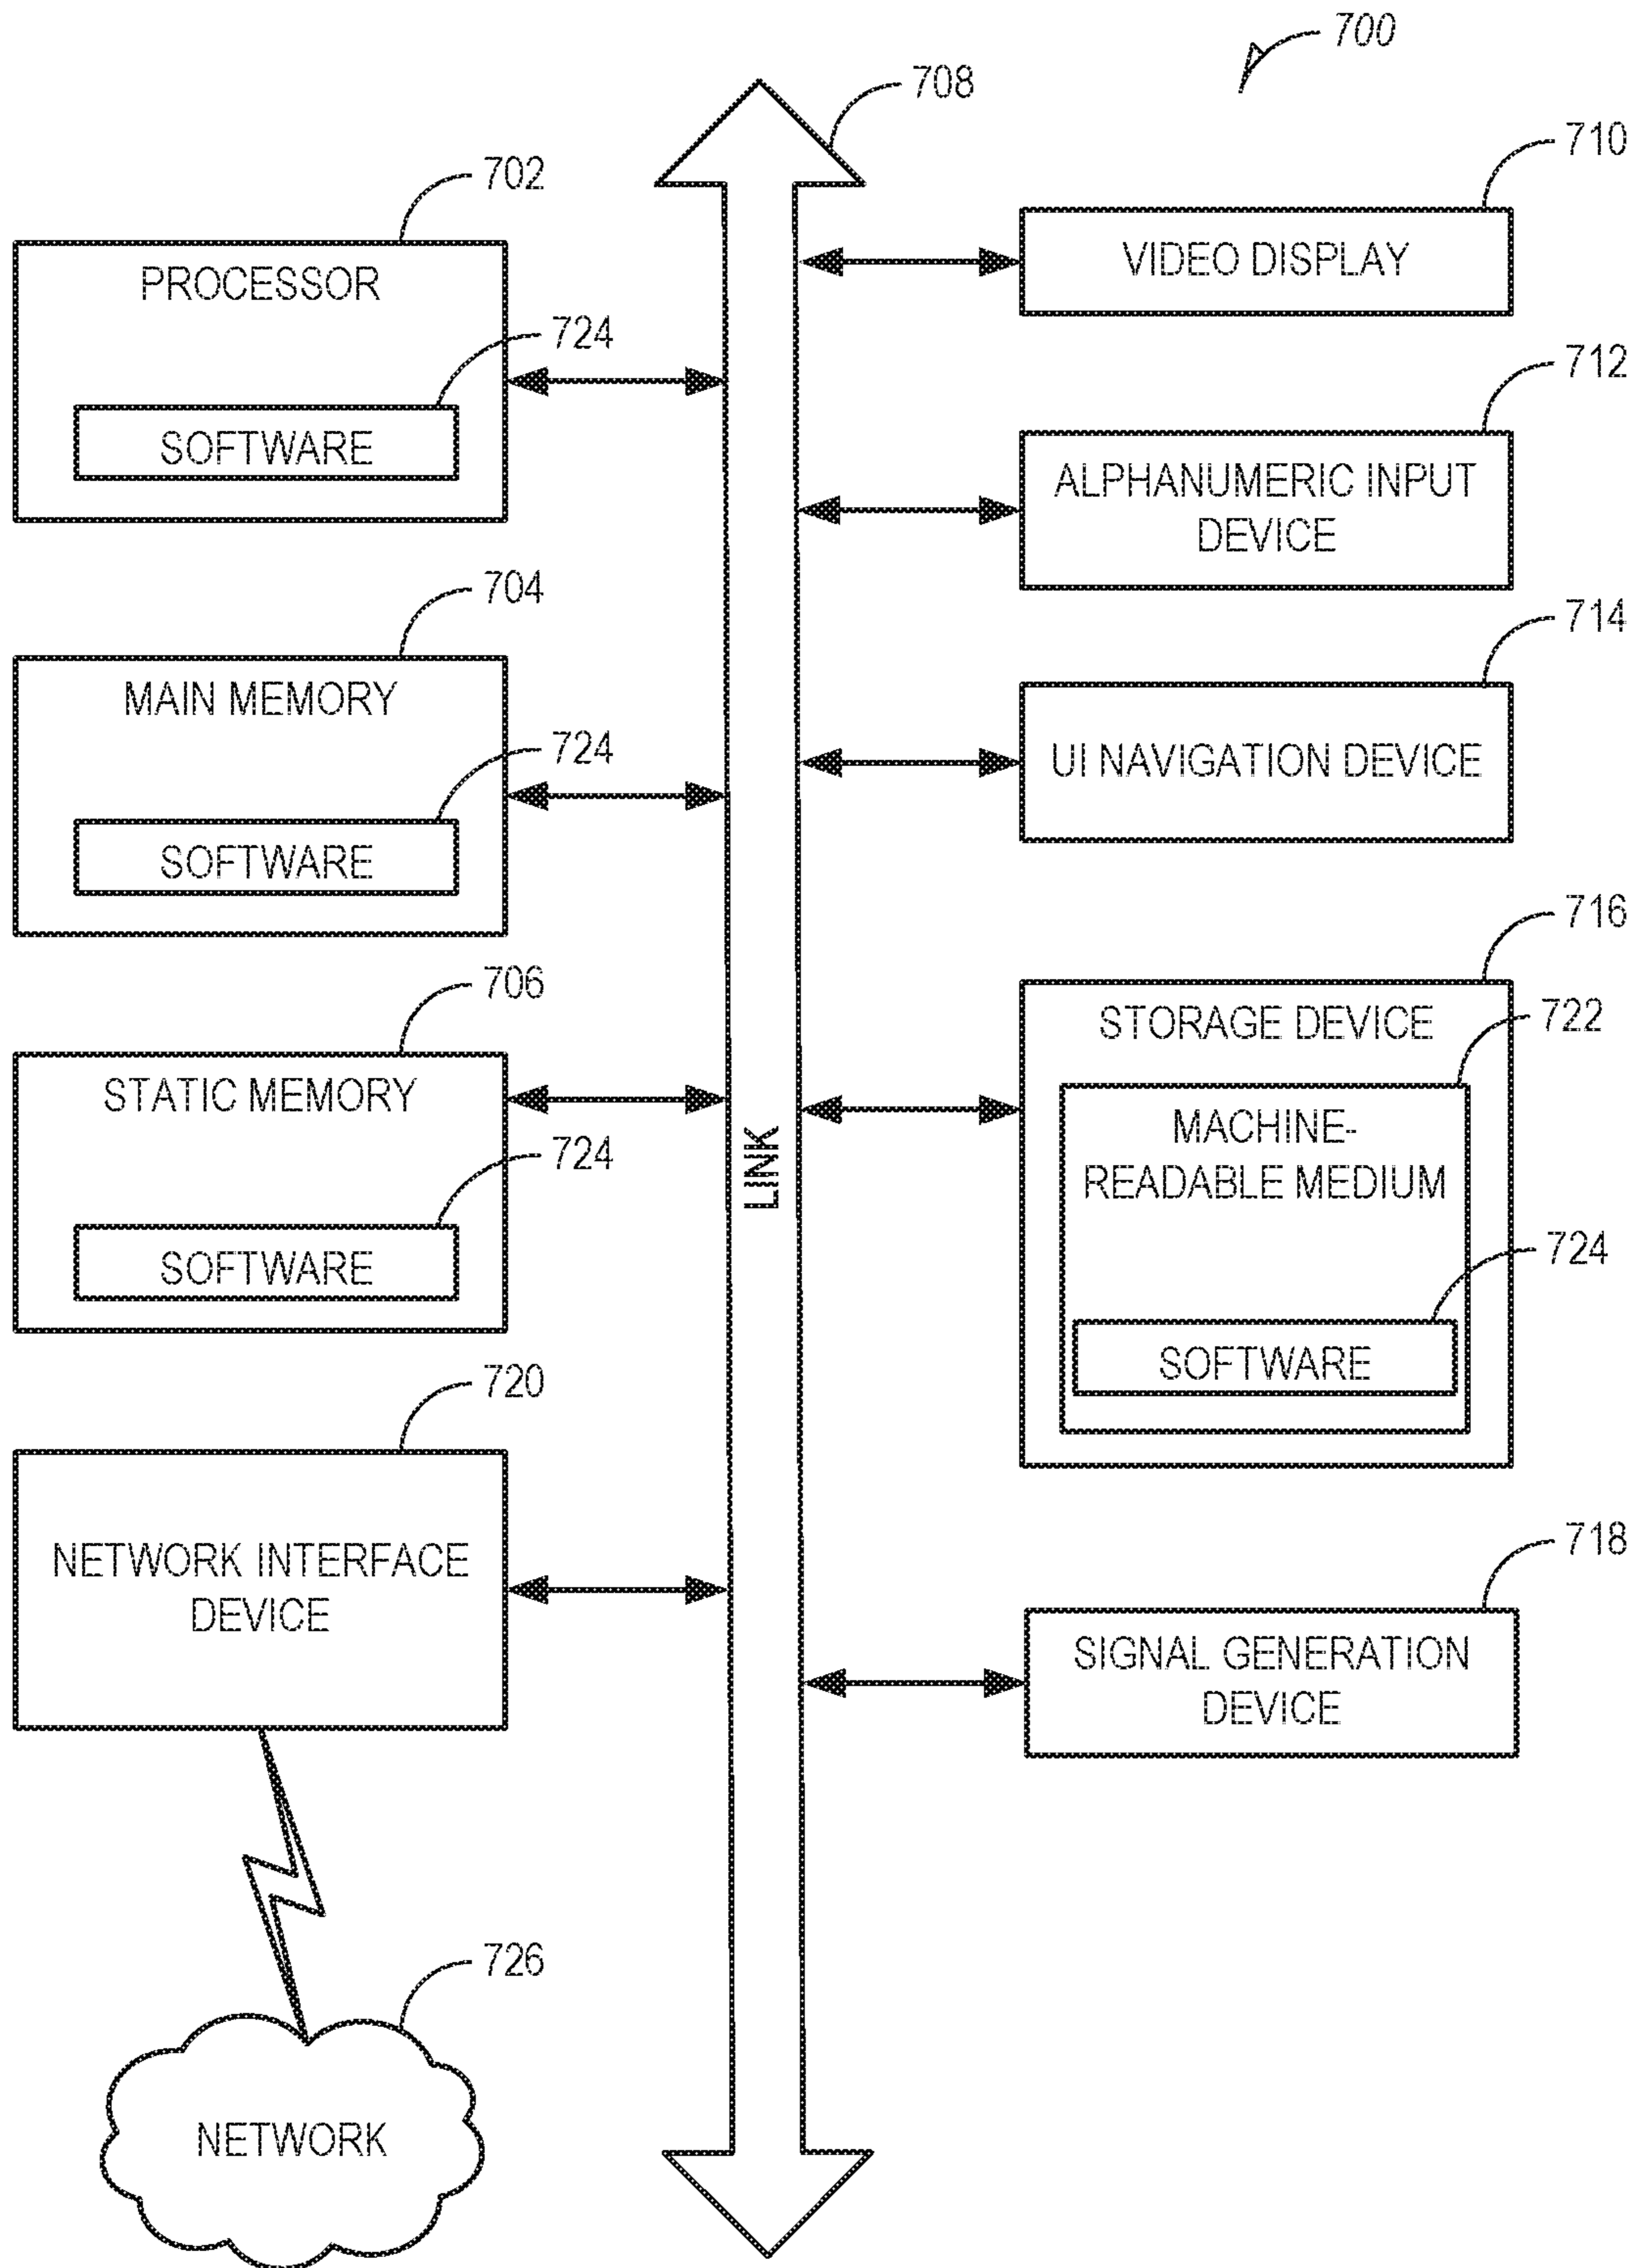 700
708
702
PROCESSOR
724
SOFTWARE
704
MAIN MEMORY
724
SOFTWARE
706
STATIC MEMORY
724
SOFTWARE
720
NETWORK INTERFACE
DEVICE
726
NETWORK
LINK
710
VIDEO DISPLAY
712
ALPHANUMERIC INPUT
DEVICE
714
UI NAVIGATION DEVICE
716
STORAGE DEVICE
722
MACHINE-
READABLE MEDIUM
724
SOFTWARE
718
SIGNAL GENERATION
DEVICE